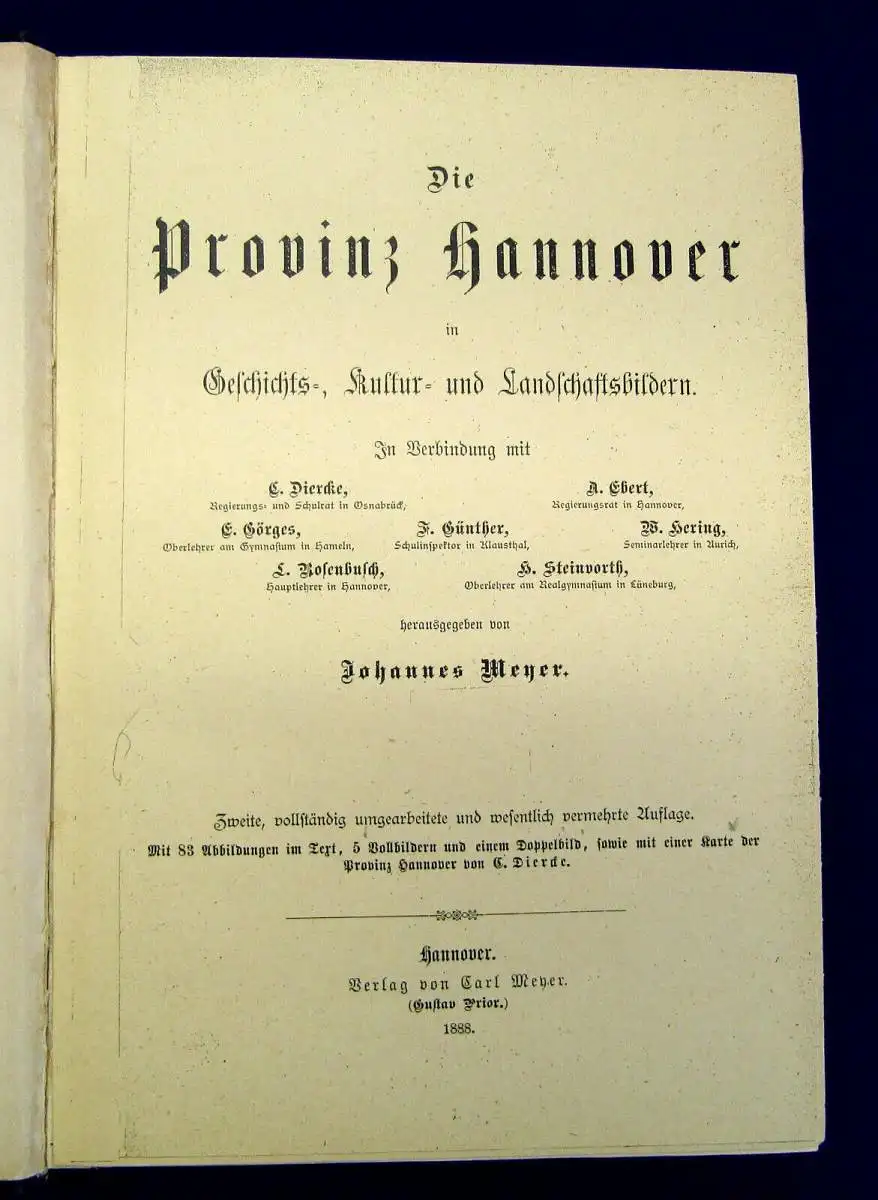 Die
Provinz Hannover
in
Geschichts-, Kultur- und Landschaftsbildern.
In Verbindung mit
C. Diercke, A. Ebert,
Regierungs- und Schulrat in Osnabrück, Regierungsrat in Hannover,
E. Görges, F. Günther, W. Hering,
Oberlehrer am Gymnasium in Hameln, Schulinspektor in Klausthal, Seminarlehrer in Aurich,
L. Rosenbusch, H. Steinvorth,
Hauptlehrer in Hannover, Oberlehrer am Realgymnasium in Lüneburg,
herausgegeben von
Johannes Meyer.
Zweite, vollständig umgearbeitete und wesentlich vermehrte Auflage.
Mit 83 Abbildungen im Text, 5 Vollbildern und einem Doppelbild, sowie mit einer Karte der
Provinz Hannover von C. Diercke.
Hannover.
Verlag von Carl Meyer.
(Gustav Prior.)
1888.